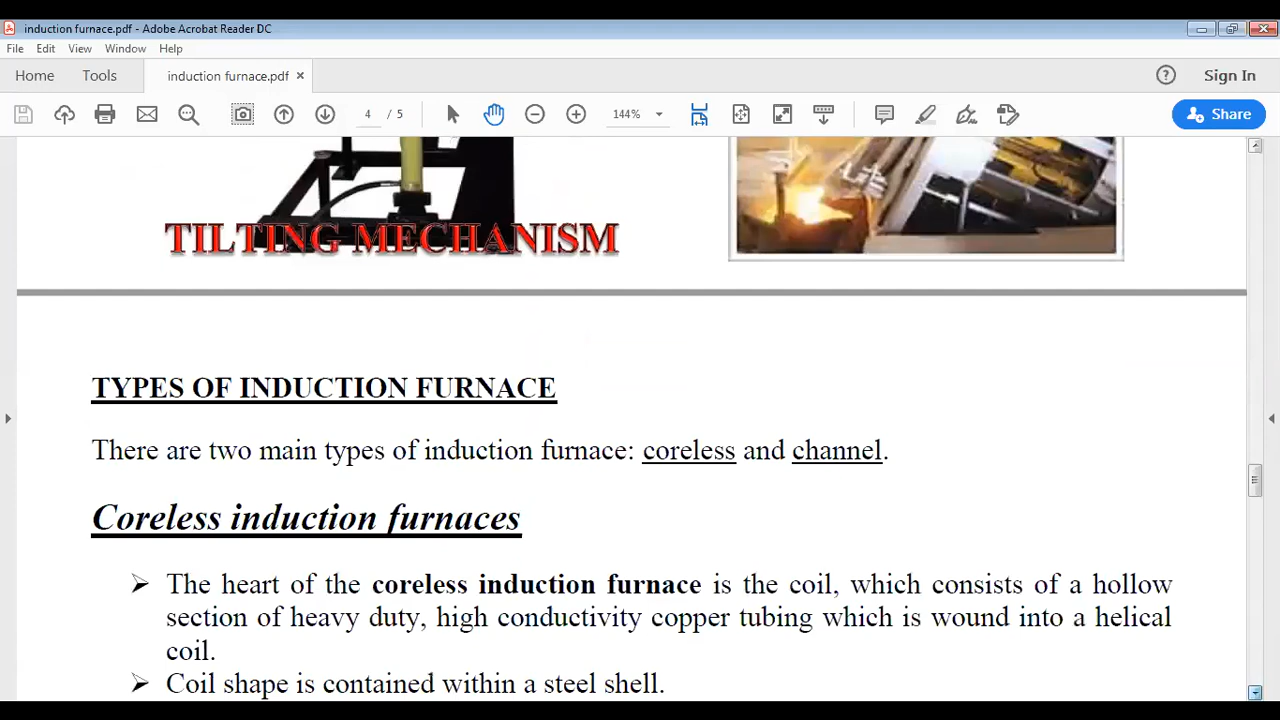 induction furnace.pdf - Adobe Acrobat Reader DC
File Edit View Window Help
Home Tools induction furnace.pdf × Sign In
4 / 5 144% Share
TILTING MECHANISM
TYPES OF INDUCTION FURNACE
There are two main types of induction furnace: coreless and channel.
Coreless induction furnaces
➢ The heart of the coreless induction furnace is the coil, which consists of a hollow
section of heavy duty, high conductivity copper tubing which is wound into a helical
coil.
➢ Coil shape is contained within a steel shell.